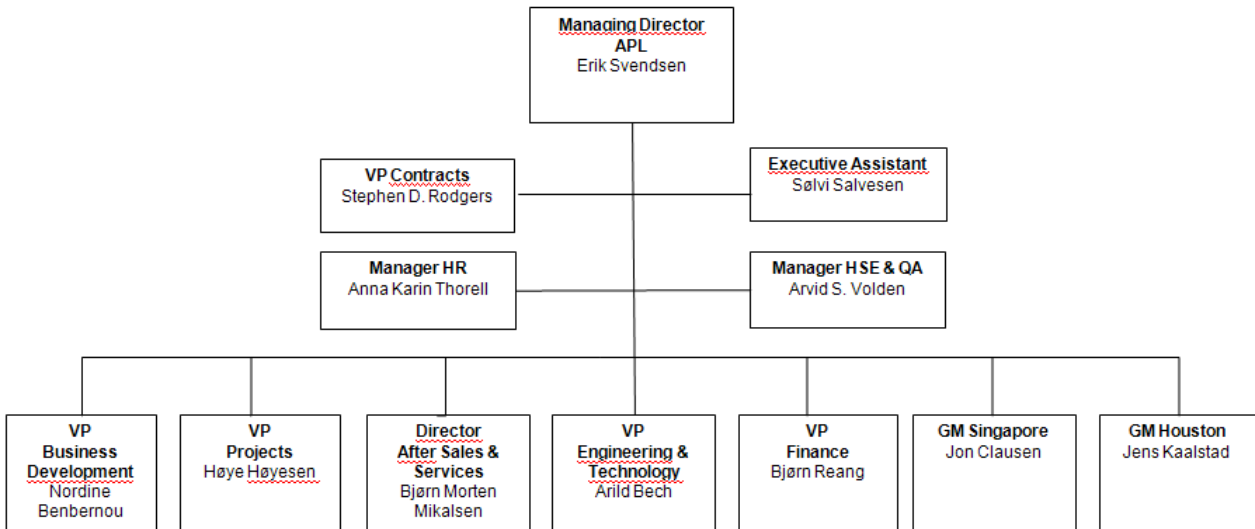 Managing Director
APL
Erik Svendsen
VP Contracts
Stephen D. Rodgers
Executive Assistant
Sølvi Salvesen
Manager HR
Anna Karin Thorell
Manager HSE & QA
Arvid S. Volden
VP
Business
Development
Nordine
Benbernou
VP
Projects
Høye Høyesen
Director
After Sales &
Services
Bjørn Morten
Mikalsen
VP
Engineering &
Technology
Arild Bech
VP
Finance
Bjørn Reang
GM Singapore
Jon Clausen
GM Houston
Jens Kaalstad